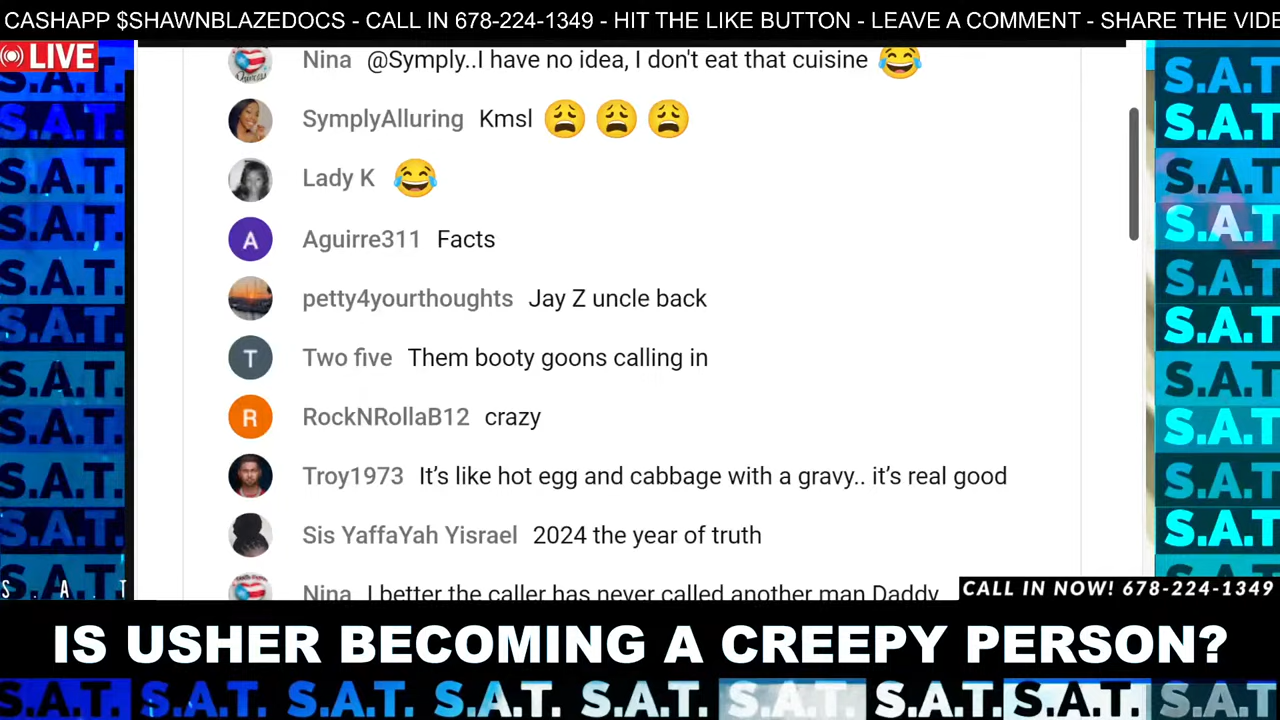 CASHAPP $SHAWNBLAZEDOCS - CALL IN 678-224-1349 - HIT THE LIKE BUTTON - LEAVE A COMMENT - SHARE THE VIDE
LIVE
Nina @Symply..I have no idea, I don't eat that cuisine 😂
SymplyAlluring Kmsl 😩 😩 😩
Lady K 😂
A Aguirre311 Facts
petty4yourthoughts Jay Z uncle back
T Two five Them booty goons calling in
R RockNRollaB12 crazy
Troy1973 It’s like hot egg and cabbage with a gravy.. it’s real good
Sis YaffaYah Yisrael 2024 the year of truth
Nina I better the caller has never called another man Daddy
S.A.T.
S.A.T.
S.A.T.
S.A.T.
S.A.T.
S.A.T.
S.A.T.
S.A.T.
S.A.T.
S.A.T.
S . A . T
S.A.T
S.A.T
S.A.T
S.A.T
S.A.T
S.A.T
S.A.T
S.A.T
S.A.T
S.A.T
CALL IN NOW! 678-224-1349
IS USHER BECOMING A CREEPY PERSON?
S.A.T. S.A.T. S.A.T. S.A.T. S.A.T. S.A.T. S.A.T. S.A.T. S.A.T